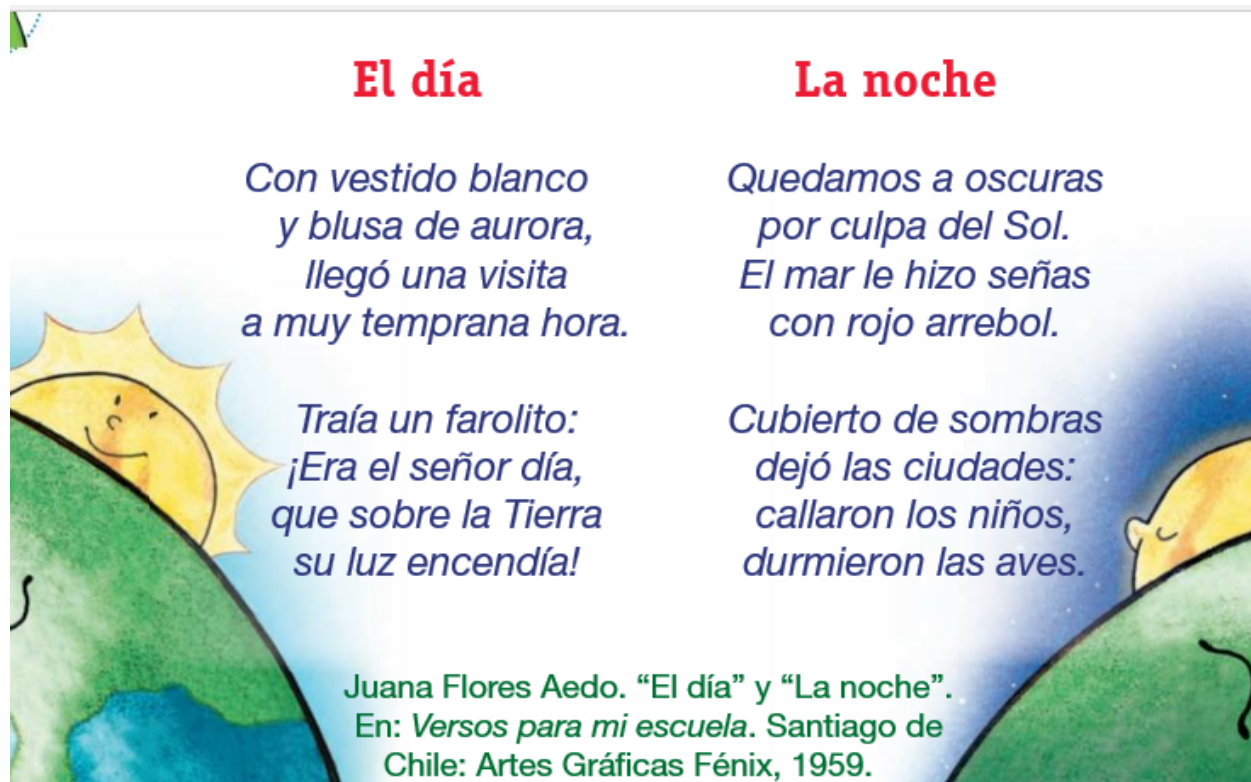 El día
Con vestido blanco
y blusa de aurora,
llegó una visita
a muy temprana hora.
Traía un farolito:
¡Era el señor día,
que sobre la Tierra
su luz encendía!
La noche
Quedamos a oscuras
por culpa del Sol.
El mar le hizo señas
con rojo arrebol.
Cubierto de sombras
dejó las ciudades:
callaron los niños,
durmieron las aves.
Juana Flores Aedo. “El día” y “La noche”.
En: Versos para mi escuela. Santiago de
Chile: Artes Gráficas Fénix, 1959.